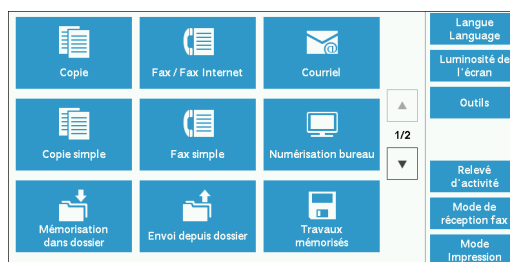 Copie
Fax / Fax Internet
Courriel
Copie simple
Fax simple
Numérisation bureau
Mémorisation
dans dossier
Envoi depuis dossier
Travaux
mémorisés
1/2
Langue
Language
Luminosité de
l'écran
Outils
Relevé
d'activité
Mode de
réception fax
Mode
Impression